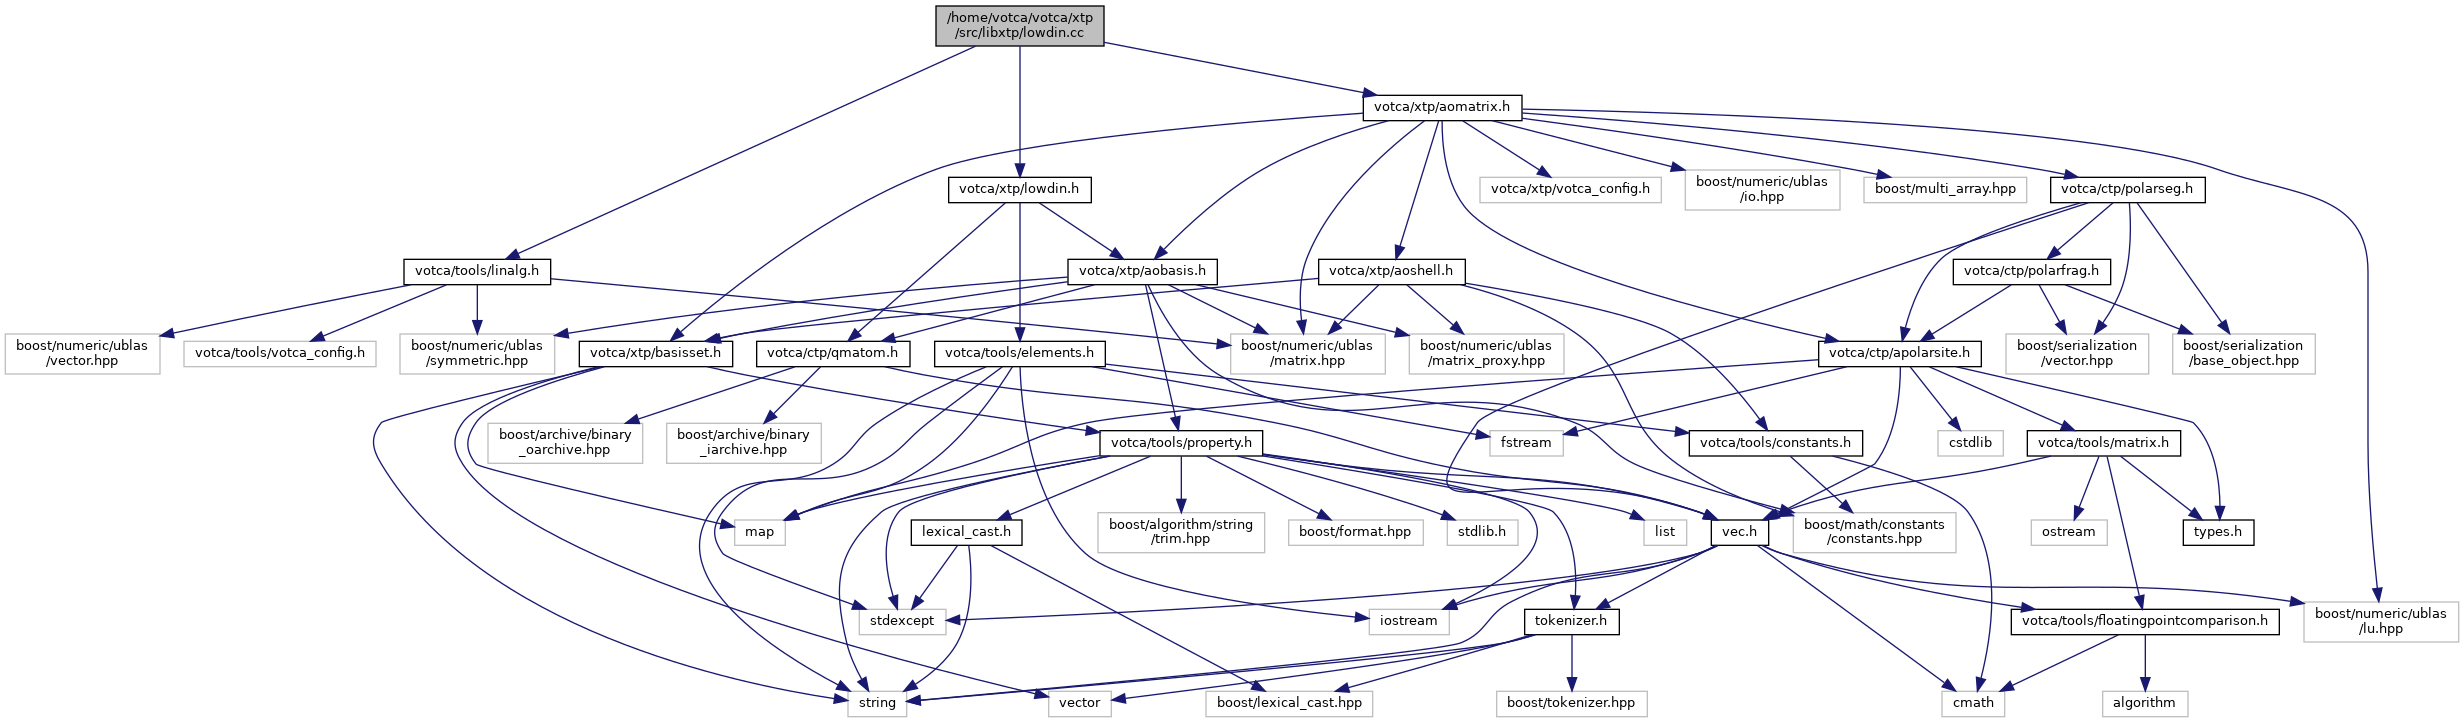 /home/votca/votca/xtp
/src/libxtp/lowdin.cc
votca/xtp/aomatrix.h
votca/xtp/lowdin.h
votca/xtp/votca_config.h
boost/numeric/ublas
/io.hpp
boost/multi_array.hpp
votca/ctp/polarseg.h
votca/tools/linalg.h
votca/xtp/aobasis.h
votca/xtp/aoshell.h
votca/ctp/polarfrag.h
boost/numeric/ublas
/vector.hpp
votca/tools/votca_config.h
boost/numeric/ublas
/symmetric.hpp
votca/xtp/basisset.h
votca/ctp/qmatom.h
votca/tools/elements.h
boost/numeric/ublas
/matrix.hpp
boost/numeric/ublas
/matrix_proxy.hpp
votca/ctp/apolarsite.h
boost/serialization
/vector.hpp
boost/serialization
/base_object.hpp
boost/archive/binary
_oarchive.hpp
boost/archive/binary
_iarchive.hpp
votca/tools/property.h
fstream
votca/tools/constants.h
cstdlib
votca/tools/matrix.h
map
lexical_cast.h
boost/algorithm/string
/trim.hpp
boost/format.hpp
stdlib.h
list
vec.h
boost/math/constants
/constants.hpp
ostream
types.h
stdexcept
iostream
tokenizer.h
votca/tools/floatingpointcomparison.h
boost/numeric/ublas
/lu.hpp
string
vector
boost/lexical_cast.hpp
boost/tokenizer.hpp
cmath
algorithm